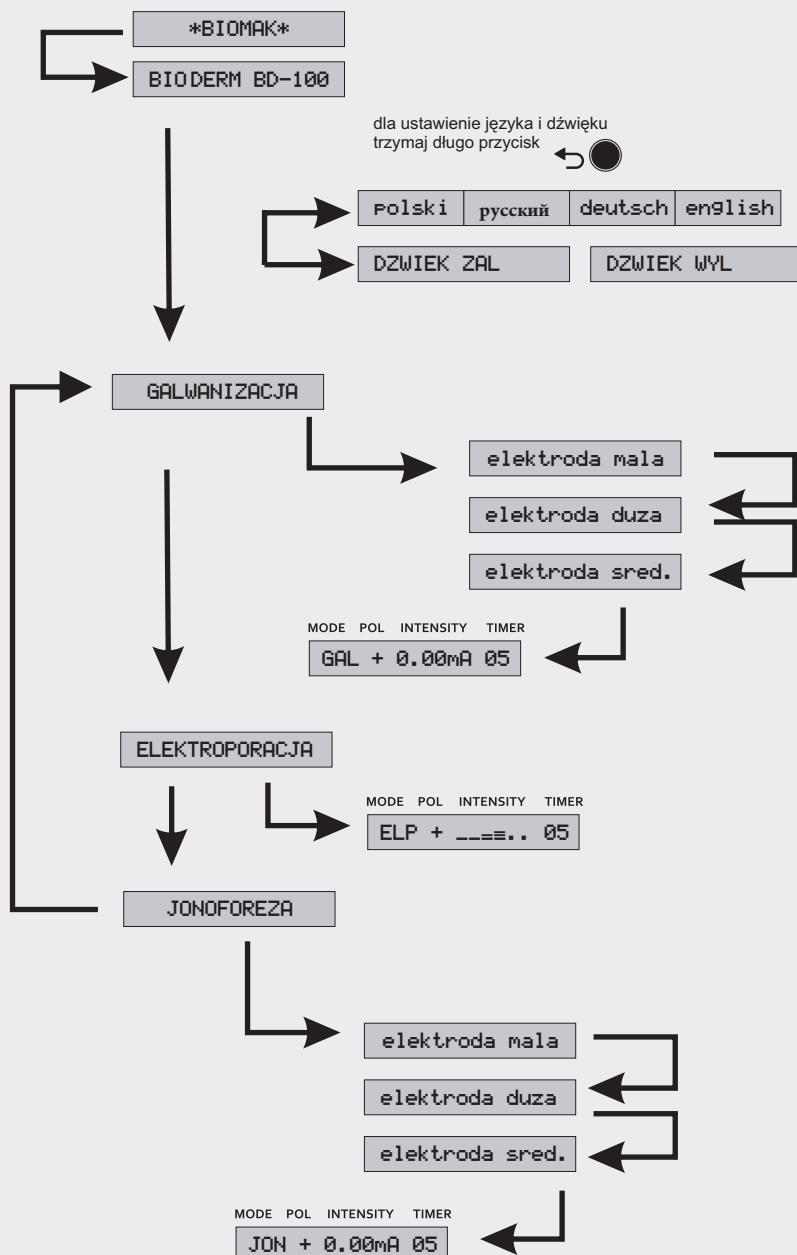 *BIOMAK*
BIODERM BD-100
dla ustawienie języka i dźwięku
trzymaj długo przycisk
polski русский deutsch english
DZWIEK ZAL DZWIEK WYL
GALWANIZACJA
elektroda mala
elektroda duza
elektroda sred.
MODE POL INTENSITY TIMER
GAL + 0.00mA 05
ELEKTROPORACJA
MODE POL INTENSITY TIMER
ELP + __=≡.. 05
JONOFOREZA
elektroda mala
elektroda duza
elektroda sred.
MODE POL INTENSITY TIMER
JON + 0.00mA 05